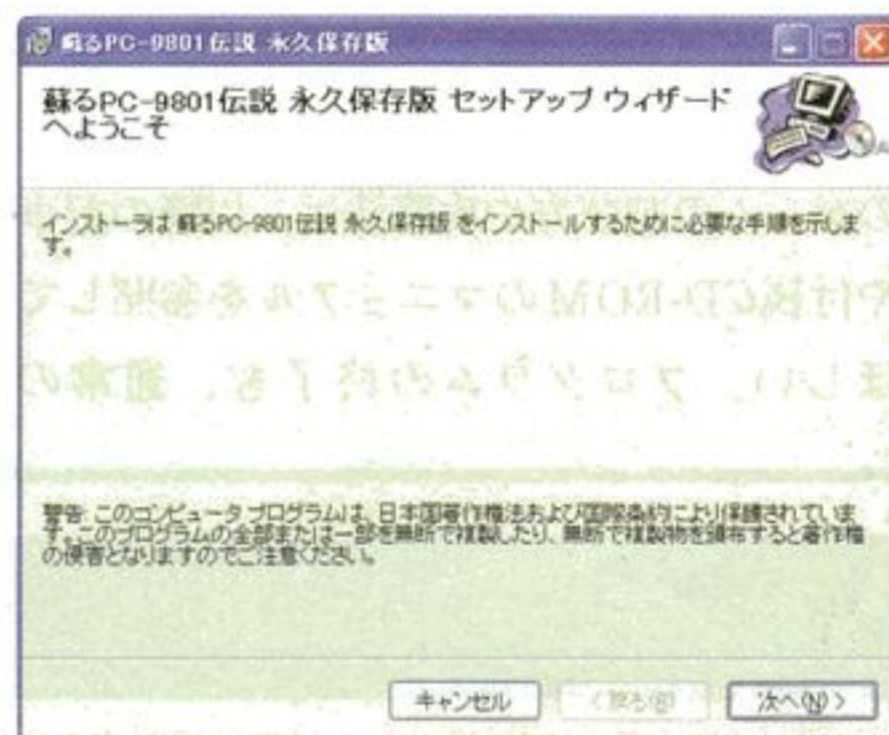 蘇るPC-9801伝説 永久保存版
蘇るPC-9801伝説 永久保存版 セットアップ ウィザード
へようこそ
インストーラは 蘇るPC-9801伝説 永久保存版 をインストールするために必要な手順を示しま
す。
警告: このコンピュータ プログラムは、日本国著作権法および国際条約により保護されていま
す。このプログラムの全部または一部を無断で複製したり、無断で複製物を頒布すると著作権
の侵害となりますのでご注意ください。
キャンセル
< 戻る(B)
次へ(N) >